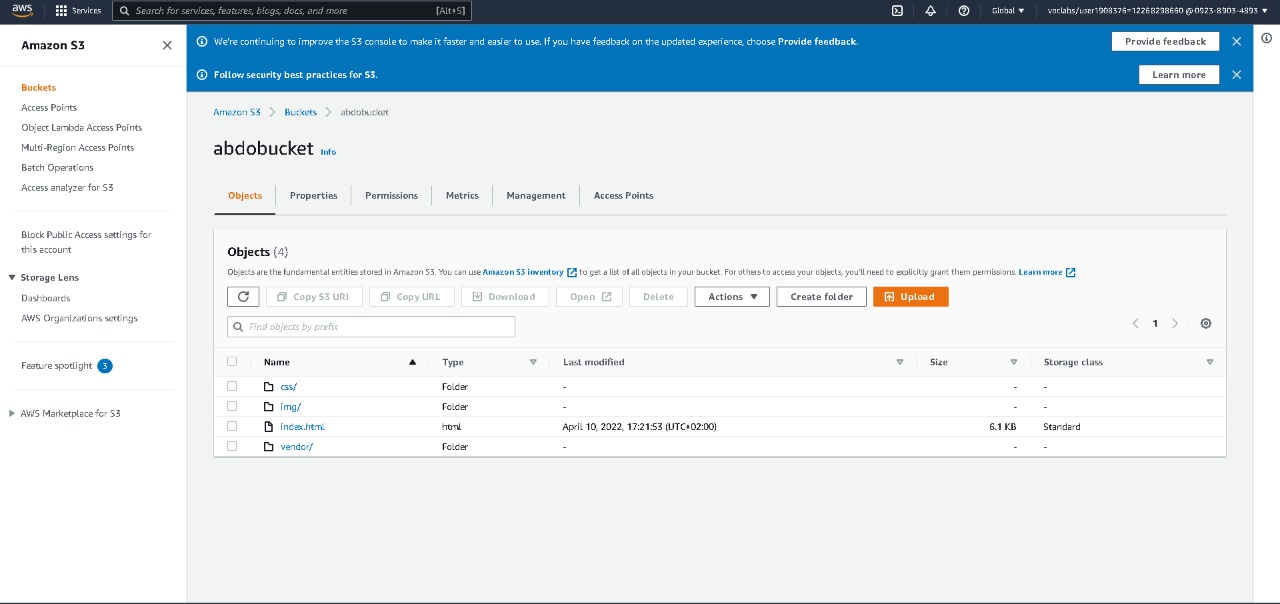 aws Services Search for services, features, blogs, docs, and more [Alt+S] Global ▼ voclabs/user1908376=12268298660 @ 0923-8903-4893 ▼
Amazon S3
Buckets
Access Points
Object Lambda Access Points
Multi-Region Access Points
Batch Operations
Access analyzer for S3
Block Public Access settings for
this account
Storage Lens
Dashboards
AWS Organizations settings
Feature spotlight 3
AWS Marketplace for S3
We're continuing to improve the S3 console to make it faster and easier to use. If you have feedback on the updated experience, choose Provide feedback. Provide feedback
Follow security best practices for S3. Learn more
Amazon S3 > Buckets > abdobucket
abdobucket Info
Objects Properties Permissions Metrics Management Access Points
Objects (4)
Objects are the fundamental entities stored in Amazon S3. You can use Amazon S3 inventory to get a list of all objects in your bucket. For others to access your objects, you'll need to explicitly grant them permissions. Learn more
Copy S3 URI Copy URL Download Open Delete Actions ▼ Create folder Upload
Find objects by prefix < 1 >
Name Type Last modified Size Storage class
css/ Folder - - -
img/ Folder - - -
index.html html April 10, 2022, 17:21:53 (UTC+02:00) 6.1 KB Standard
vendor/ Folder - - -